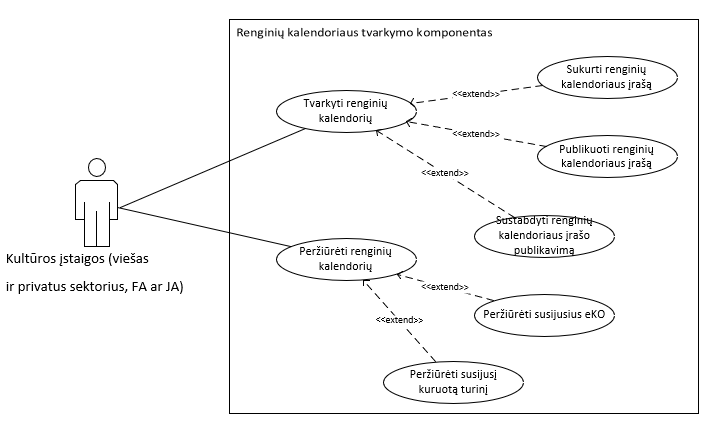 Renginių kalendoriaus tvarkymo komponentas
Sukurti renginių
kalendoriaus įrašą
<<extend>>
Tvarkyti renginių
kalendorių
<<extend>>
Publikuoti renginių
kalendoriaus įrašą
<<extend>>
Sustabdyti renginių
kalendoriaus įrašo
publikavimą
Kultūros įstaigos (viešas
ir privatus sektorius, FA ar JA)
Peržiūrėti renginių
kalendorių
<<extend>>
Peržiūrėti susijusius eKO
<<extend>>
Peržiūrėti susijusį
kuruotą turinį